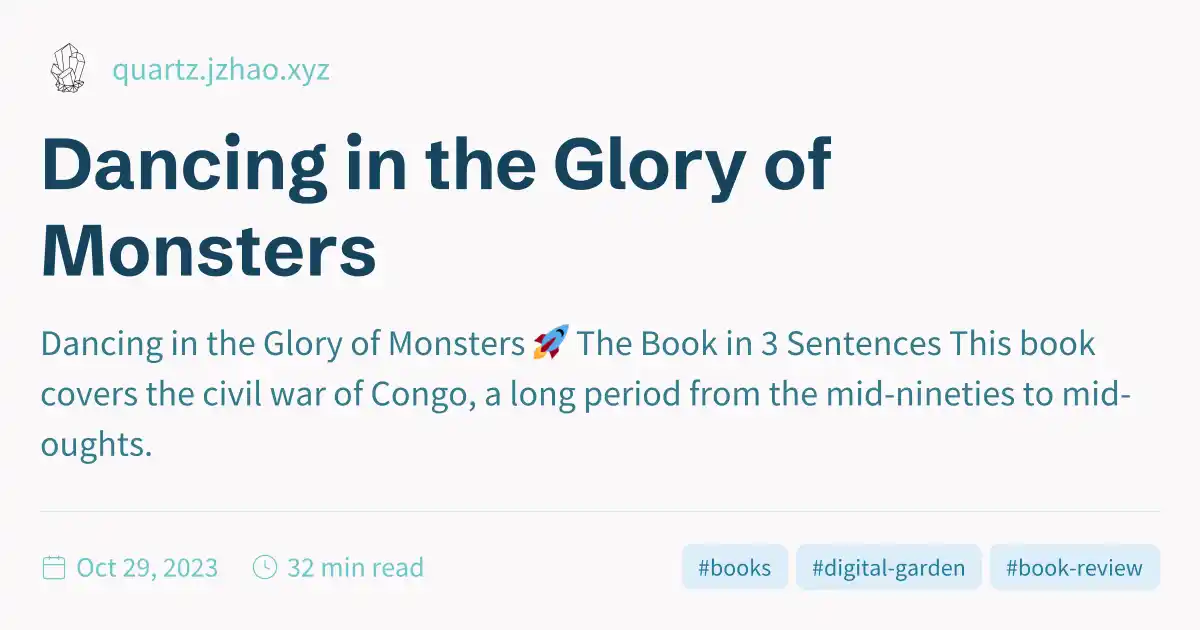 quartz.jzhao.xyz
Dancing in the Glory of
Monsters
Dancing in the Glory of Monsters 🚀 The Book in 3 Sentences This book
covers the civil war of Congo, a long period from the mid-nineties to mid-
oughts.
Oct 29, 2023 32 min read #books #digital-garden #book-review